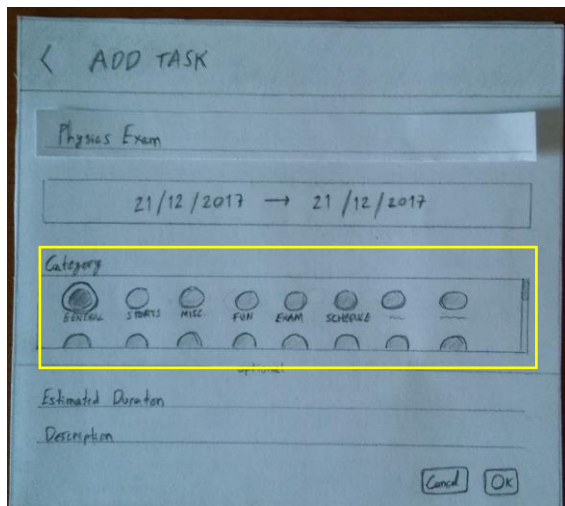 < ADD TASK
Physics Exam
21/12/2017 → 21/12/2017
Category
GENERAL SPORTS MISC FUN EXAM SCHEDULE
optional
Estimated Duration
Description
Cancel OK